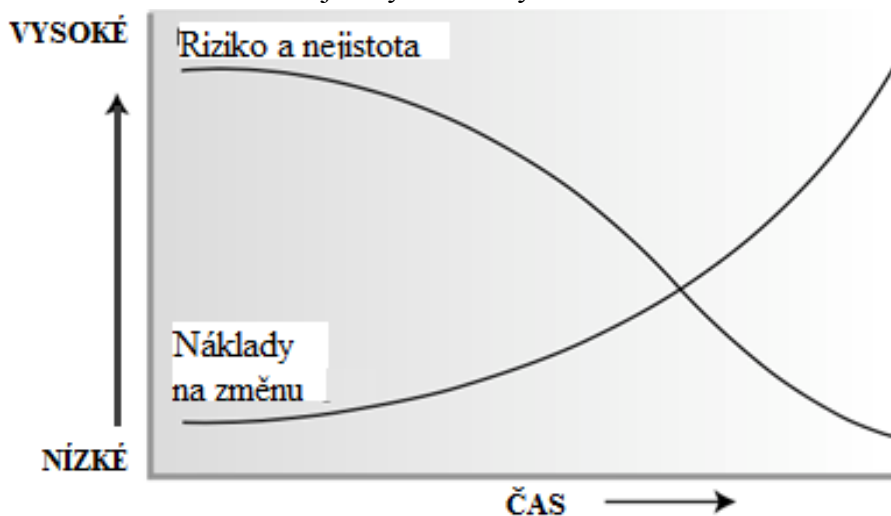 VYSOKÉ
Riziko a nejistota
Náklady
na změnu
NÍZKÉ
ČAS